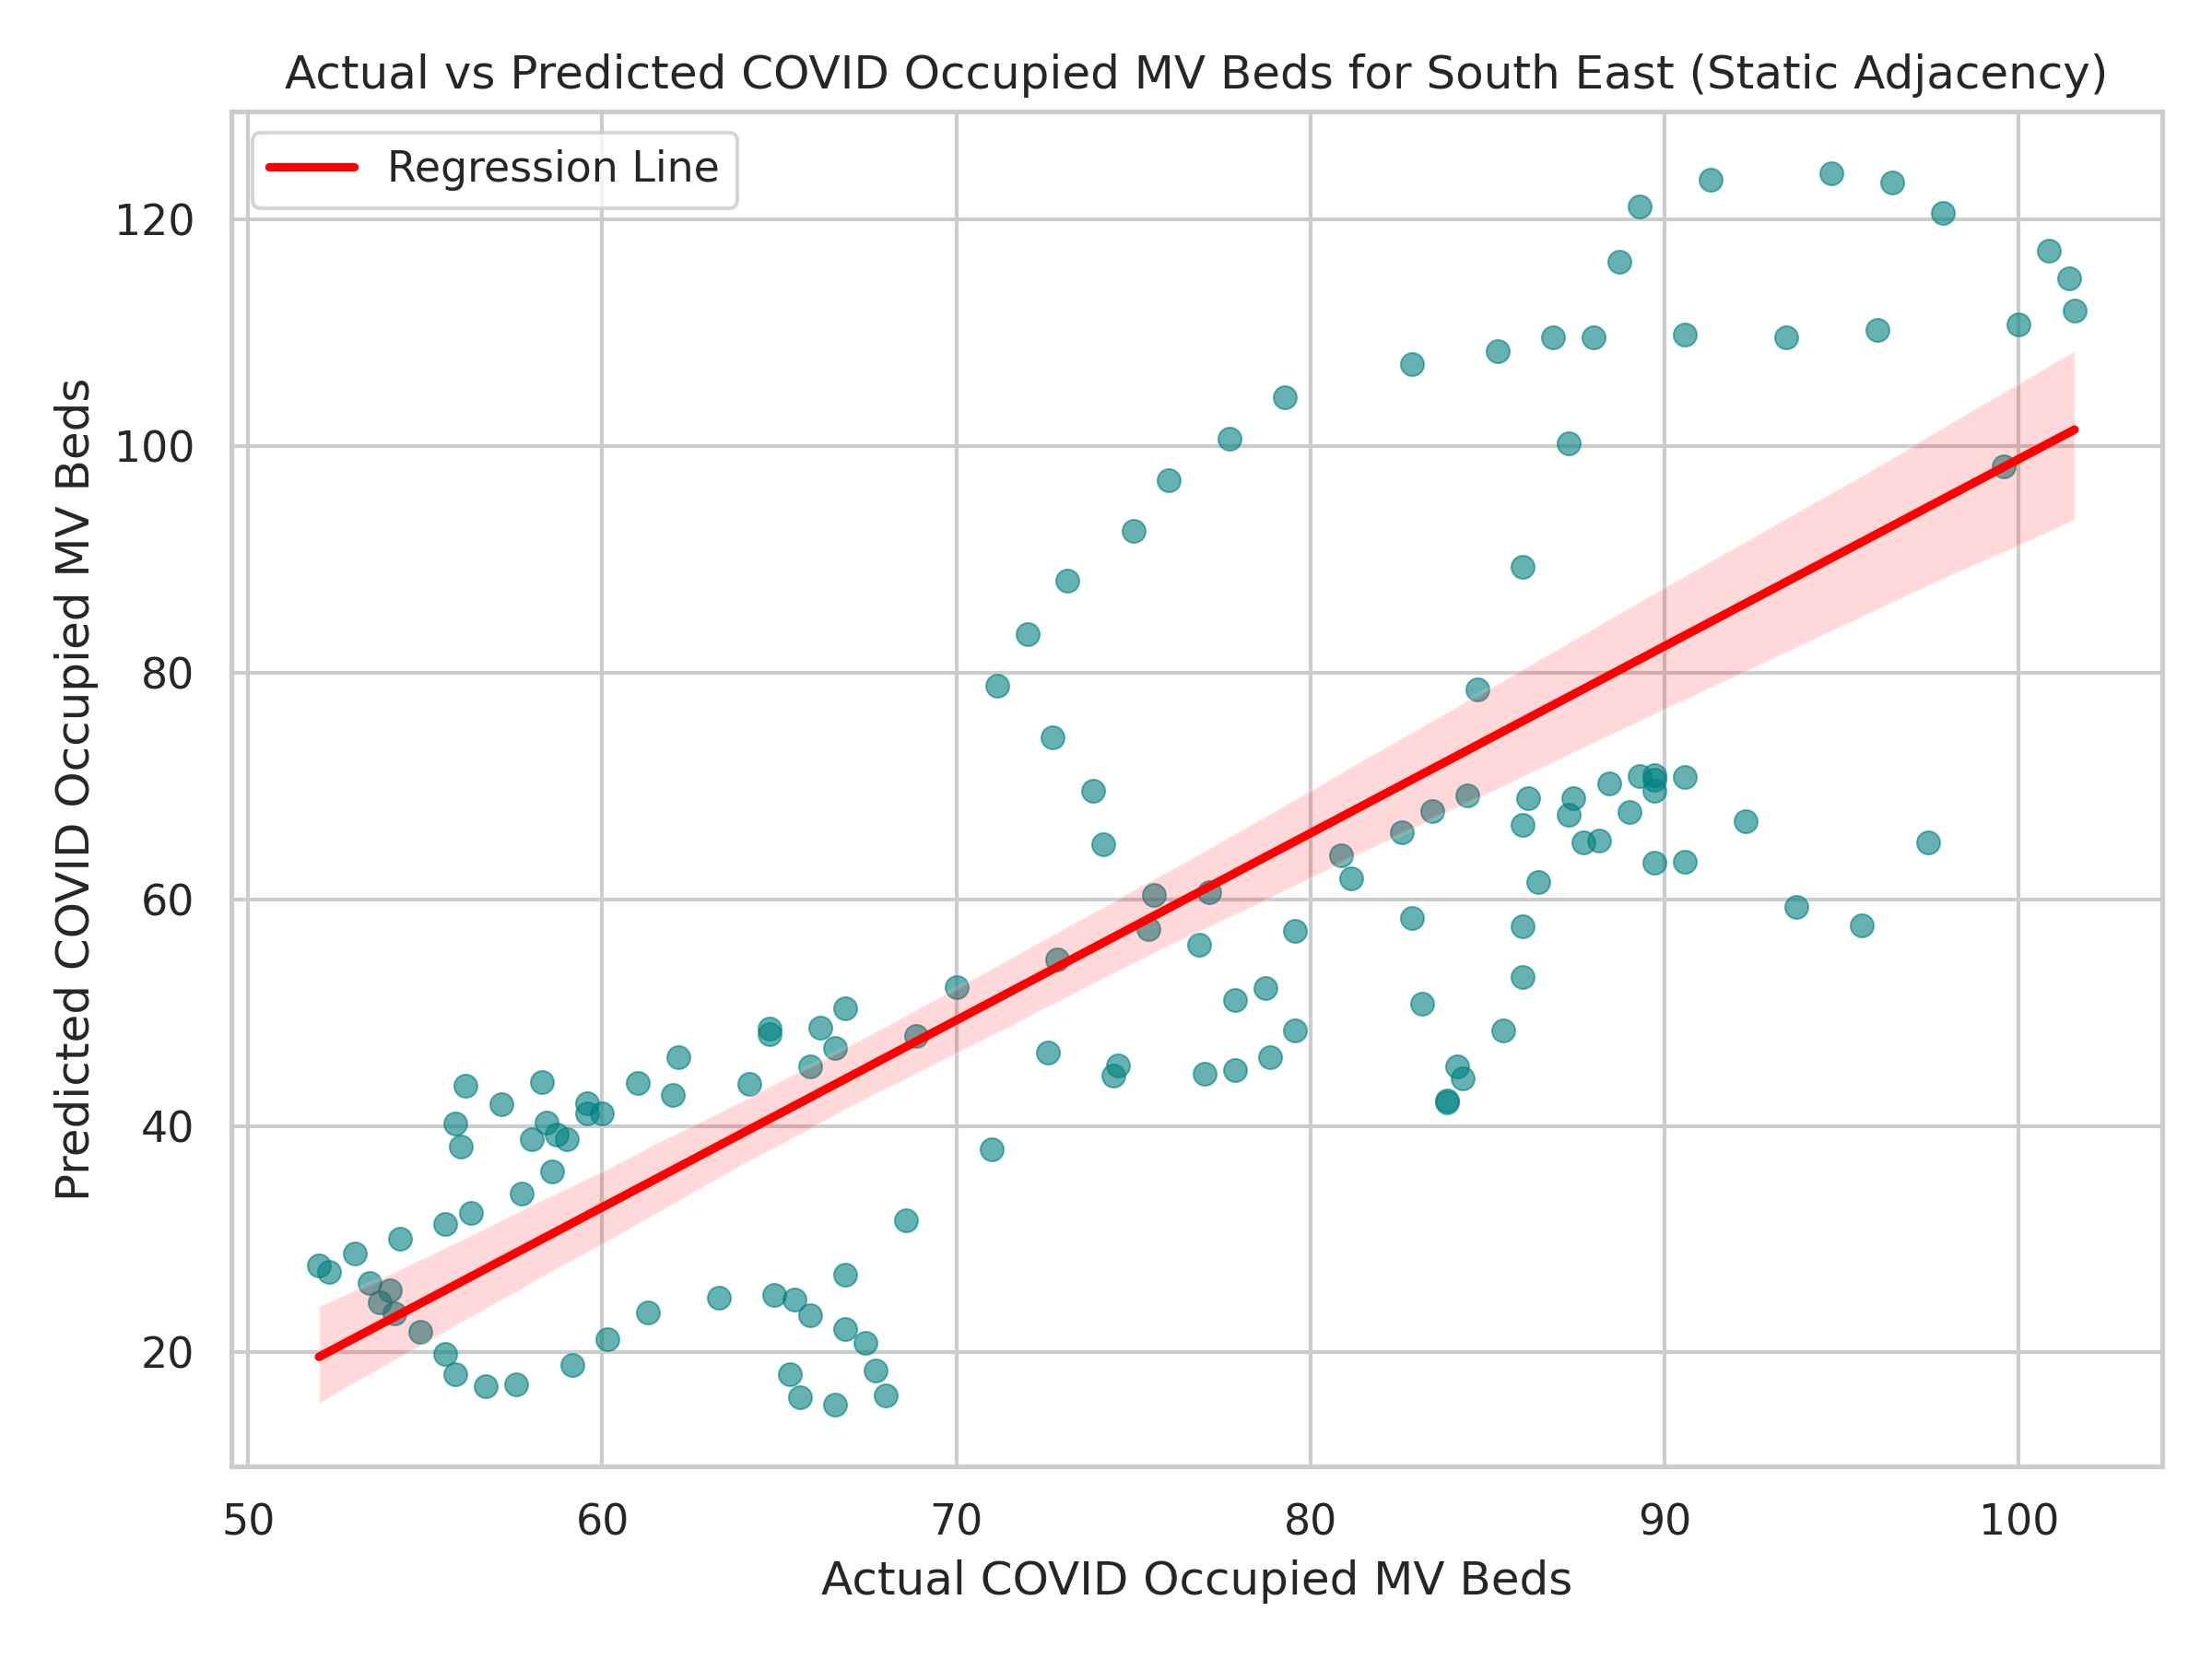 Actual vs Predicted COVID Occupied MV Beds for South East (Static Adjacency)
Regression Line
Predicted COVID Occupied MV Beds
120
100
80
60
40
20
50 60 70 80 90 100
Actual COVID Occupied MV Beds